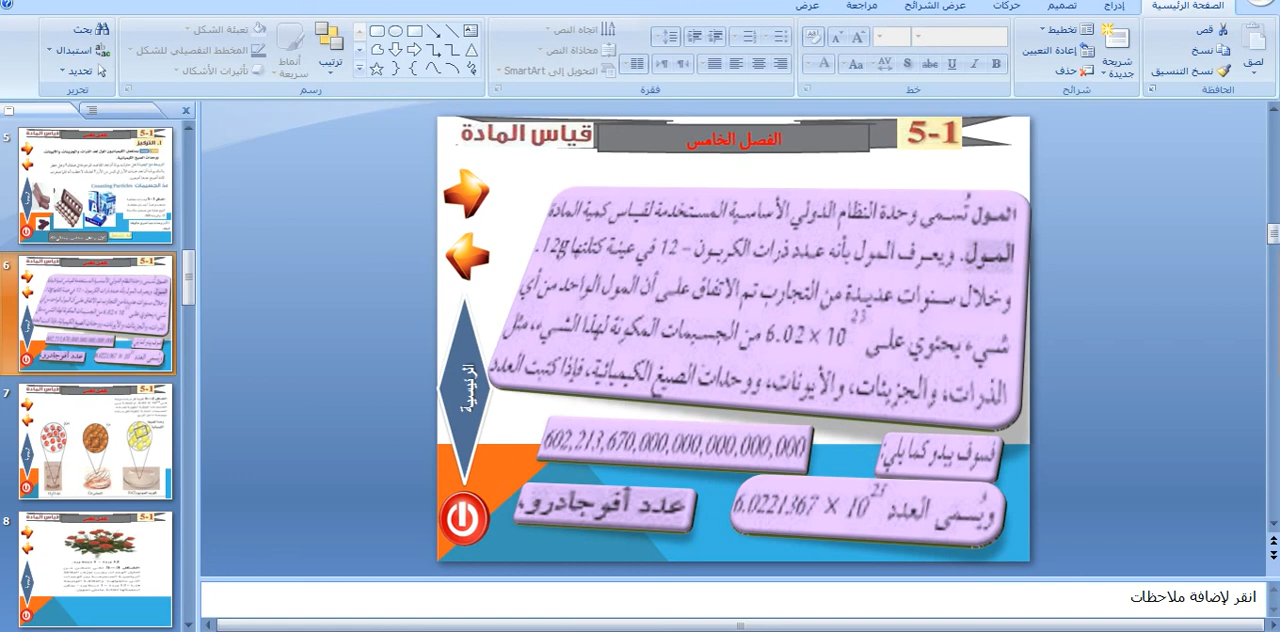 الصفحة الرئيسية
إدراج
تصميم
حركات
عرض الشرائح
مراجعة
عرض
لصق
قص
نسخ
نسخ التنسيق
الحافظة
شريحة جديدة
تخطيط
إعادة التعيين
حذف
شرائح
خط
اتجاه النص
محاذاة النص
التحويل إلى SmartArt
فقرة
ترتيب
أنماط سريعة
تعبئة الشكل
المخطط التفصيلي للشكل
تأثيرات الأشكال
رسم
بحث
استبدال
تحديد
تحرير
5
6
7
8
5-1
الفصل الخامس
قياس المادة
المول تُسمى وحدة النظام الدولي الأساسية المستخدمة لقياس كمية المادة
المول. ويعرف المول بأنه عدد ذرات الكربون – 12 في عينة كتلتها 12g.
وخلال سنوات عديدة من التجارب تم الاتفاق على أن المول الواحد من أي
شيء يحتوي على 6.02 × 10²³ من الجسيمات المكونة لهذا الشيء، مثل
الذرات، والجزيئات، والأيونات، ووحدات الصيغ الكيميائية، فإذا كتبت العدد
فسوف يبدو كما يلي:
602,213,670,000,000,000,000,000
ويُسمى العدد 6.0221367 × 10²³
عدد أفوجادرو.
الرئيسية
انقر لإضافة ملاحظات